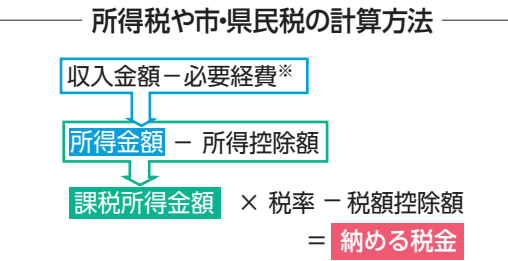 所得税や市・県民税の計算方法
収入金額－必要経費※
所得金額 － 所得控除額
課税所得金額 × 税率 － 税額控除額
＝ 納める税金